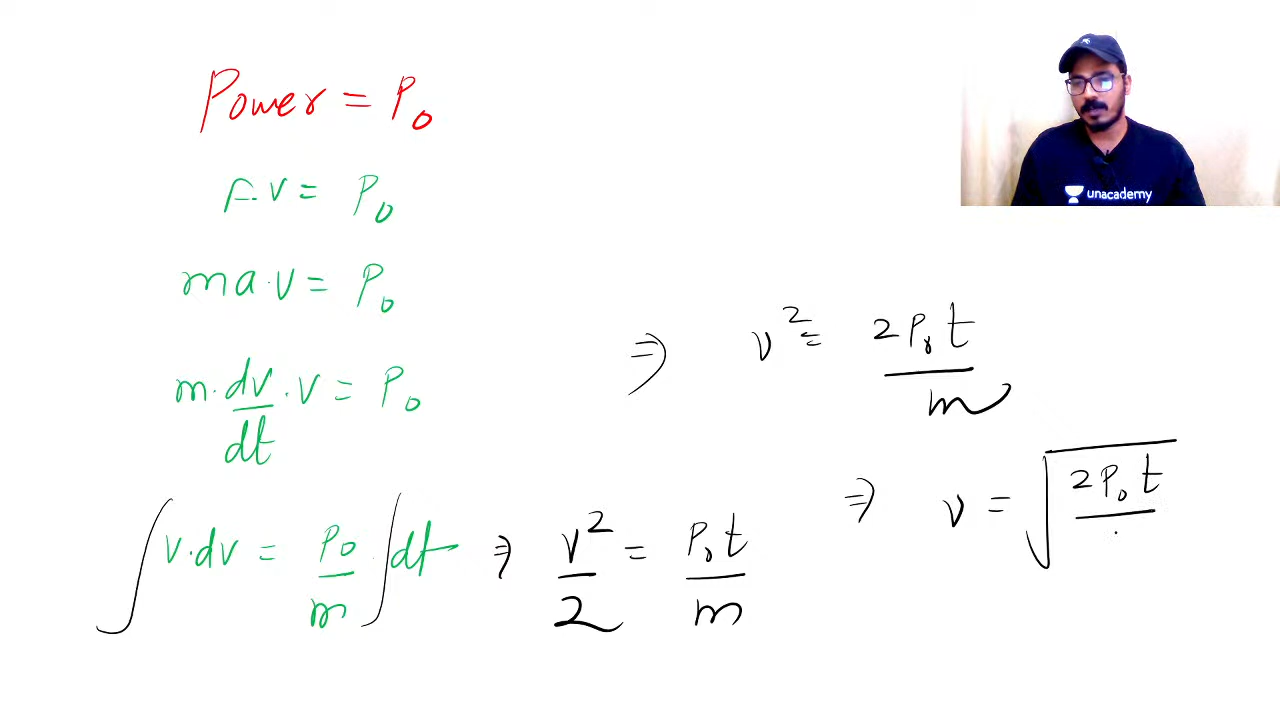 Power = P₀
F.v = P₀
ma.v = P₀
m.dv/dt.v = P₀
∫v.dv = P₀/m.∫dt ⇒ v²/2 = P₀t/m
⇒ v² = 2P₀t/m
⇒ v = √(2P₀t/
unacademy